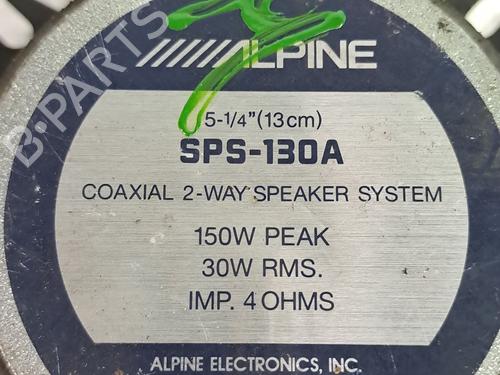 ALPINE
5-1/4"(13cm)
SPS-130A
COAXIAL 2-WAY SPEAKER SYSTEM
150W PEAK
30W RMS.
IMP. 4 OHMS
ALPINE ELECTRONICS, INC.
B-PARTS